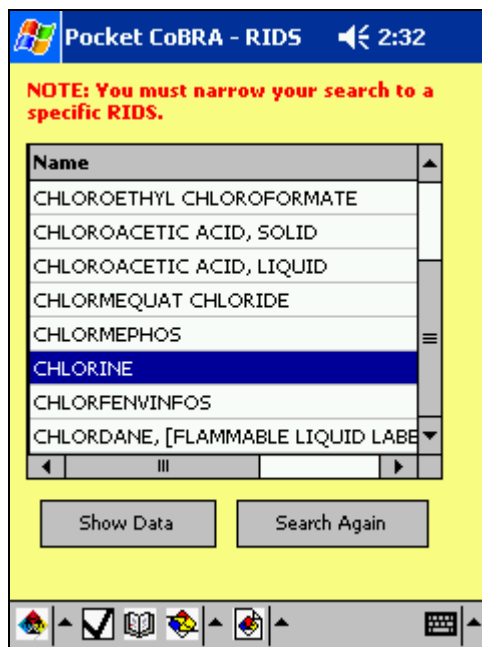 Pocket CoBRA - RIDS 2:32
NOTE: You must narrow your search to a
specific RIDS.
Name
CHLOROETHYL CHLOROFORMATE
CHLOROACETIC ACID, SOLID
CHLOROACETIC ACID, LIQUID
CHLORMEQUAT CHLORIDE
CHLORMEPHOS
CHLORINE
CHLORFENVINFOS
CHLORDANE, [FLAMMABLE LIQUID LABE
Show Data Search Again